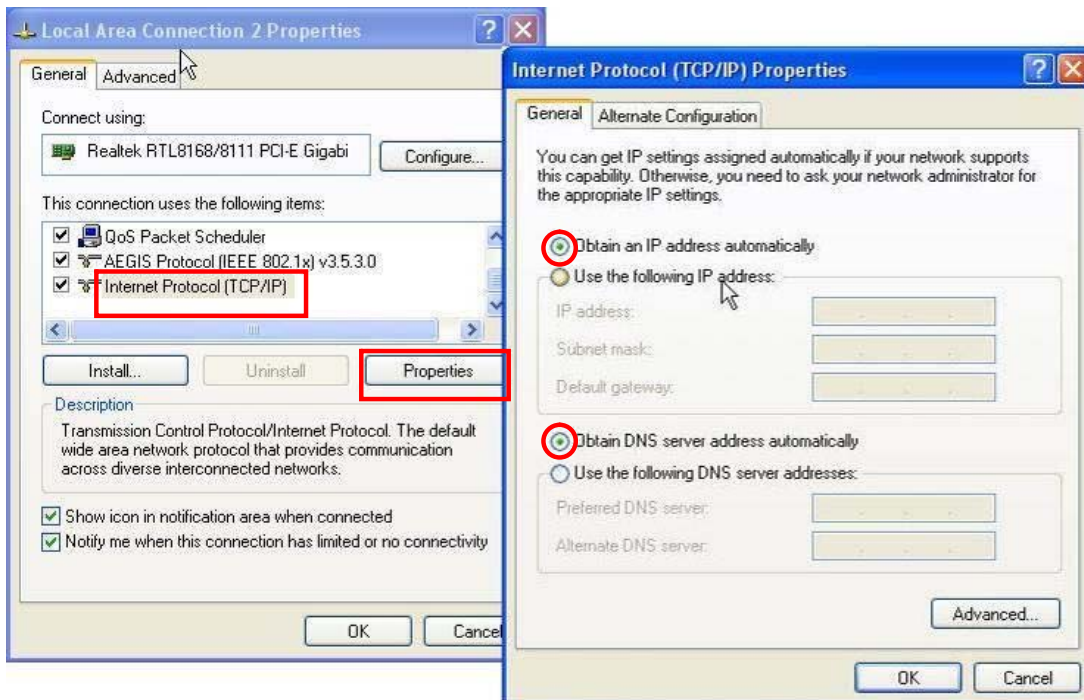 Local Area Connection 2 Properties
General
Advanced
Connect using:
Realtek RTL8168/8111 PCI-E Gigabi
Configure...
This connection uses the following items:
QoS Packet Scheduler
AEGIS Protocol (IEEE 802.1x) v3.5.3.0
Internet Protocol (TCP/IP)
Install...
Uninstall
Properties
Description
Transmission Control Protocol/Internet Protocol. The default
wide area network protocol that provides communication
across diverse interconnected networks.
Show icon in notification area when connected
Notify me when this connection has limited or no connectivity
OK
Cancel
Internet Protocol (TCP/IP) Properties
General
Alternate Configuration
You can get IP settings assigned automatically if your network supports
this capability. Otherwise, you need to ask your network administrator for
the appropriate IP settings.
Obtain an IP address automatically
Use the following IP address:
IP address:
Subnet mask:
Default gateway:
Obtain DNS server address automatically
Use the following DNS server addresses:
Preferred DNS server:
Alternate DNS server:
Advanced...
OK
Cancel